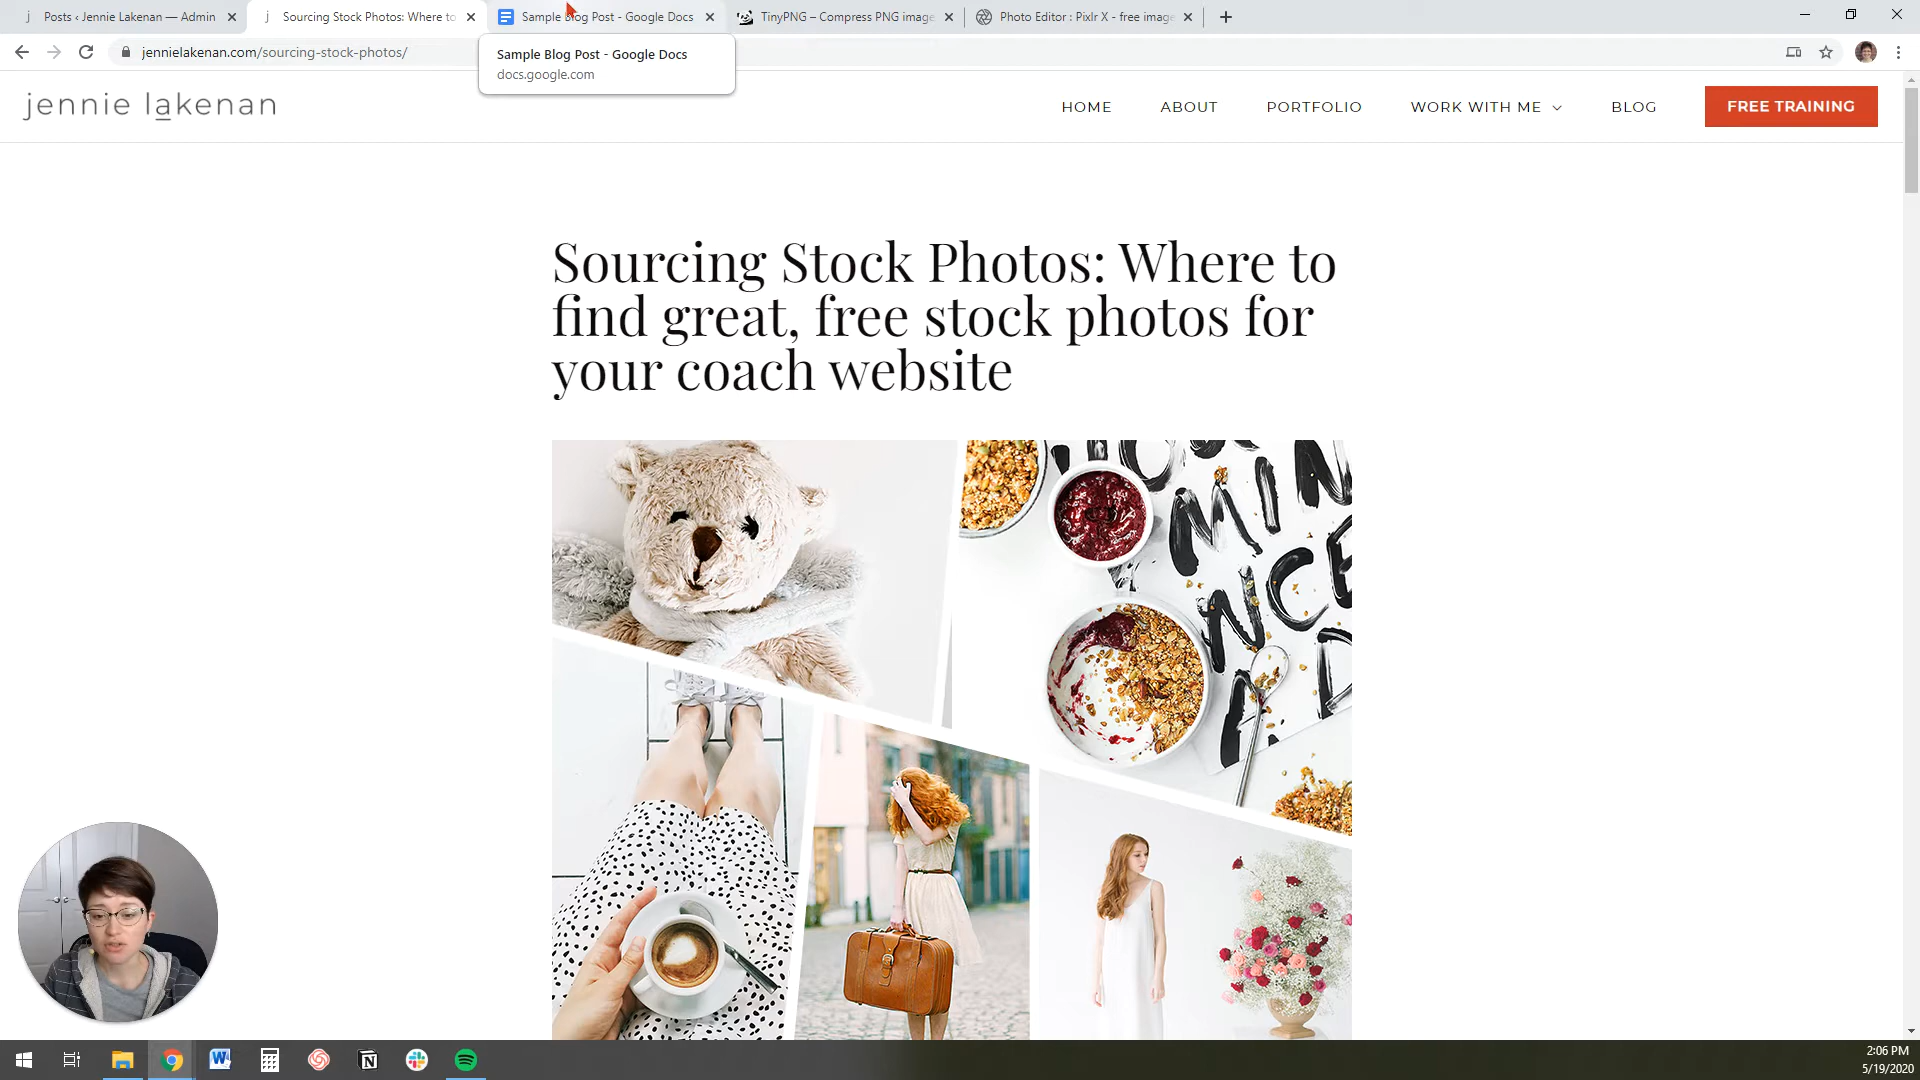 Posts ‹ Jennie Lakenan — Admin
Sourcing Stock Photos: Where to
Sample Blog Post - Google Docs
TinyPNG – Compress PNG image
Photo Editor : Pixlr X - free image
jennielakenan.com/sourcing-stock-photos/
Sample Blog Post - Google Docs
docs.google.com
jennie lakenan
HOME
ABOUT
PORTFOLIO
WORK WITH ME
BLOG
FREE TRAINING
Sourcing Stock Photos: Where to
find great, free stock photos for
your coach website
2:06 PM
5/19/2020